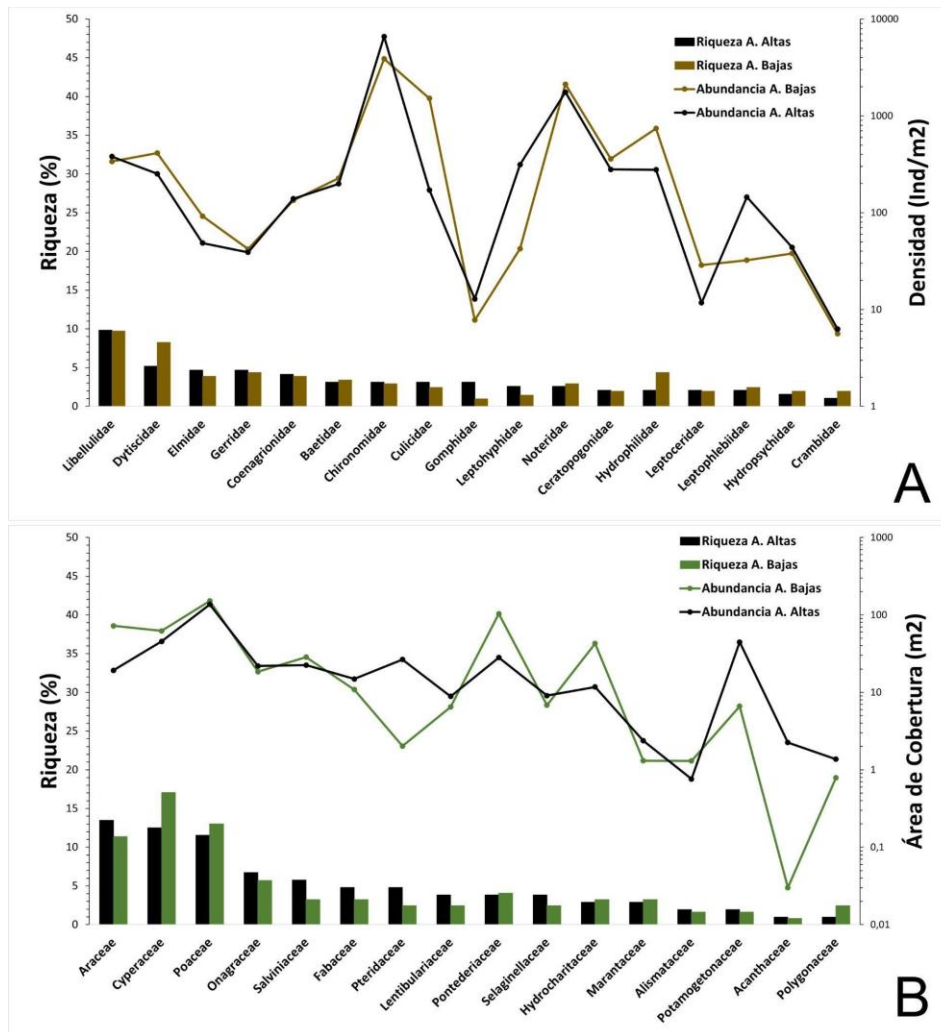 50
45
40
35
30
25
20
15
10
5
0
Riqueza (%)
Riqueza A. Altas
Riqueza A. Bajas
Abundancia A. Bajas
Abundancia A. Altas
10000
1000
100
10
1
Densidad (Ind/m2)
Libellulidae
Dytiscidae
Elmidae
Gerridae
Coenagrionidae
Baetidae
Chironomidae
Culicidae
Gomphidae
Leptohyphidae
Noteridae
Ceratopogonidae
Hydrophilidae
Leptoceridae
Leptophlebiidae
Hydropsychidae
Crambidae
A
50
45
40
35
30
25
20
15
10
5
0
Riqueza (%)
Riqueza A. Altas
Riqueza A. Bajas
Abundancia A. Bajas
Abundancia A. Altas
1000
100
10
1
0,1
0,01
Área de Cobertura (m2)
Araceae
Cyperaceae
Poaceae
Onagraceae
Salviniaceae
Fabaceae
Pteridaceae
Lentibulariaceae
Pontederiaceae
Selaginellaceae
Hydrocharitaceae
Marantaceae
Alismataceae
Potamogetonaceae
Acanthaceae
Polygonaceae
B